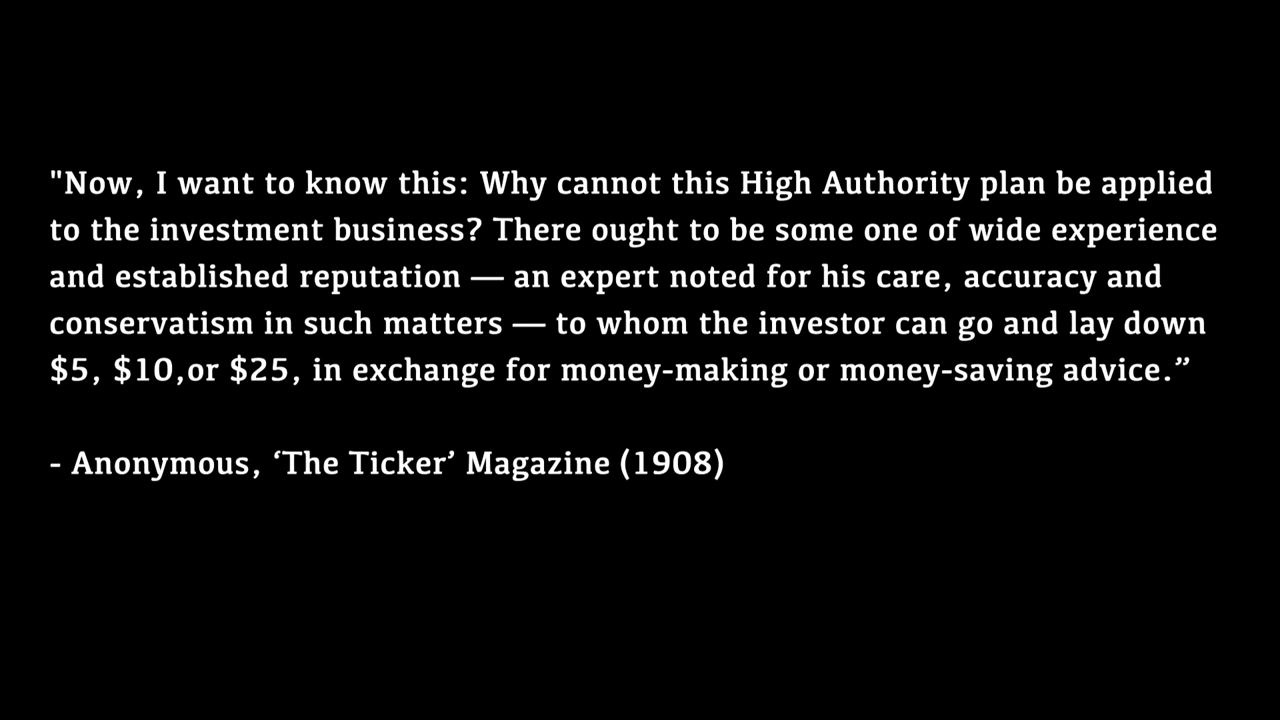 "Now, I want to know this: Why cannot this High Authority plan be applied
to the investment business? There ought to be some one of wide experience
and established reputation — an expert noted for his care, accuracy and
conservatism in such matters — to whom the investor can go and lay down
$5, $10,or $25, in exchange for money-making or money-saving advice.”
- Anonymous, ‘The Ticker’ Magazine (1908)